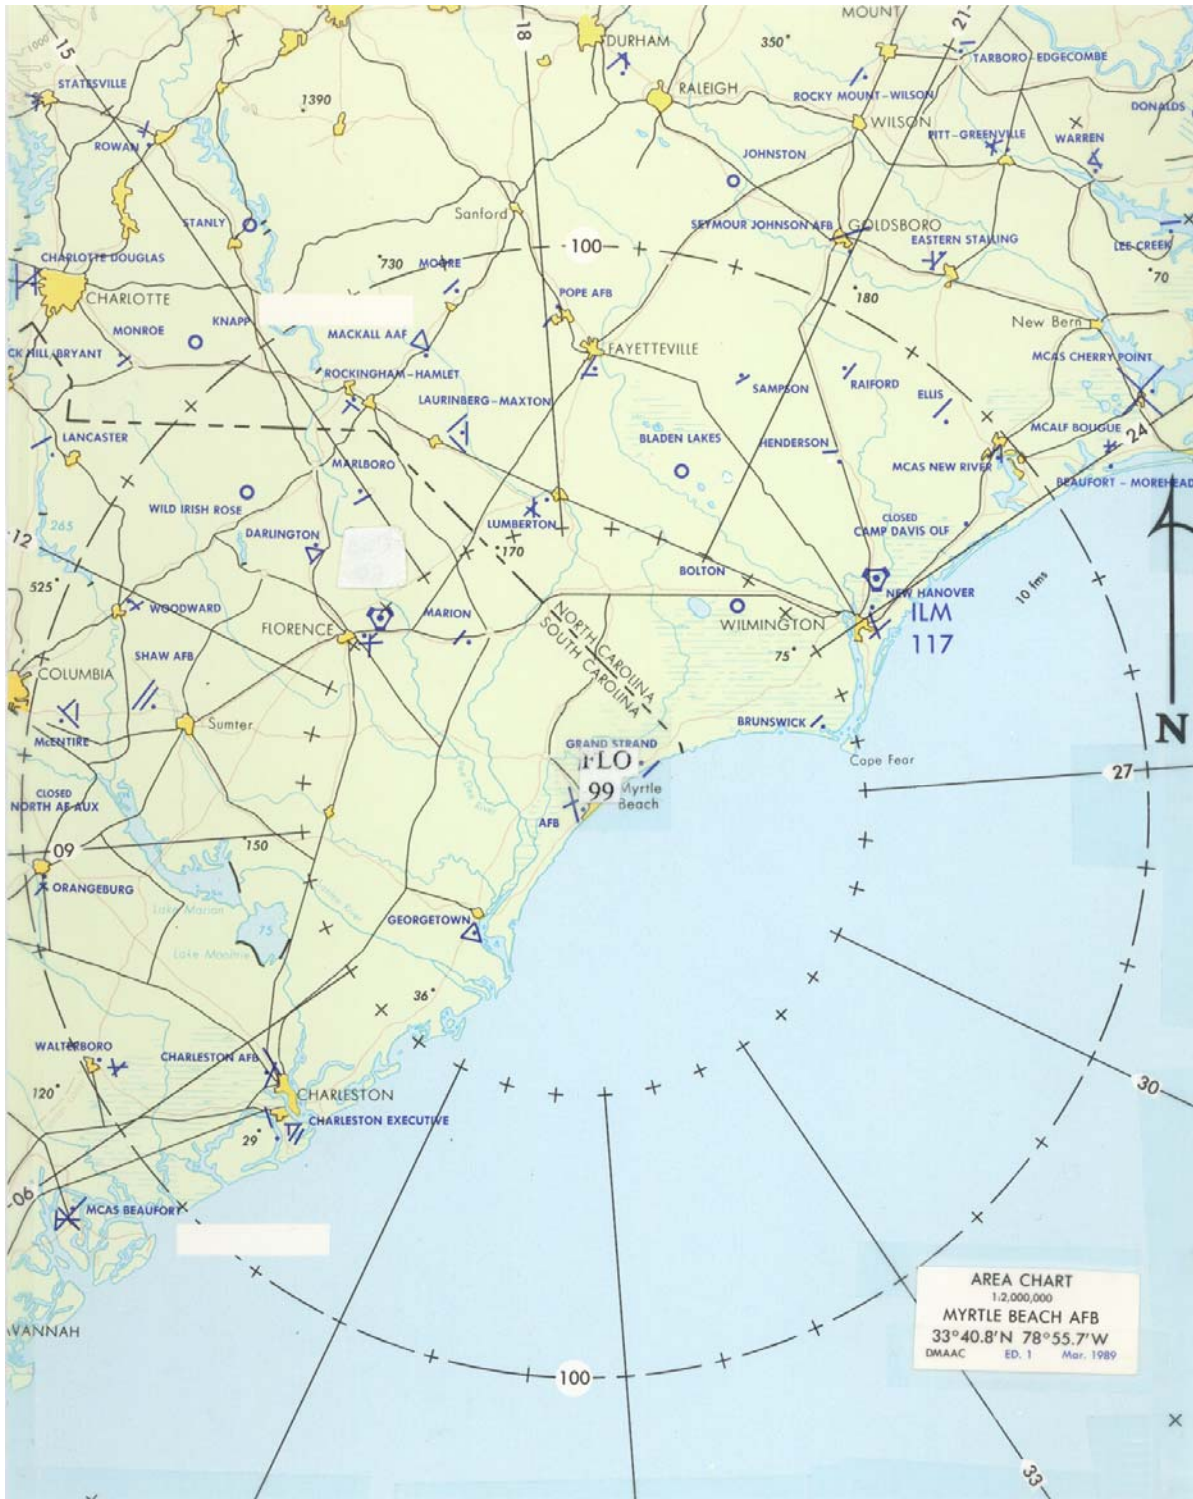 MOUNT
21
15
18
1000
DURHAM
350
TARBORO-EDGECOMBE
STATESVILLE
1390
RALEIGH
ROCKY MOUNT-WILSON
WILSON
DONALDS
ROWAN
PITT-GREENVILLE
WARREN
JOHNSTON
STANLY
Sanford
SEYMOUR JOHNSON AFB
GOLDSBORO
EASTERN STALLING
LEE CREEK
100
CHARLOTTE DOUGLAS
730
MOORE
70
CHARLOTTE
POPE AFB
180
MONROE
KNAPP
MACKALL AAF
New Bern
CK HILL/BRYANT
FAYETTEVILLE
MCAS CHERRY POINT
ROCKINGHAM-HAMLET
SAMPSON
RAIFORD
ELLIS
LAURINBERG-MAXTON
MCALF BOUGUE
24
LANCASTER
BLADEN LAKES
HENDERSON
MARLBORO
MCAS NEW RIVER
BEAUFORT - MOREHEAD
WILD IRISH ROSE
265
LUMBERTON
CLOSED
CAMP DAVIS OLF
DARLINGTON
12
170
BOLTON
525
10 fms
NEW HANOVER
WOODWARD
MARION
ILM
FLORENCE
WILMINGTON
117
NORTH CAROLINA
SOUTH CAROLINA
SHAW AFB
75
COLUMBIA
Sumter
BRUNSWICK
N
McENTIRE
GRAND STRAND
Cape Fear
FLO
27
99
Myrtle
Beach
CLOSED
NORTH AF AUX
The Dee River
AFB
150
09
ORANGEBURG
Lake Marion
GEORGETOWN
75
Lake Moultrie
36
WALTERBORO
CHARLESTON AFB
120
CHARLESTON
30
CHARLESTON EXECUTIVE
29
06
MCAS BEAUFORT
AREA CHART
1:2,000,000
MYRTLE BEACH AFB
33°40.8'N 78°55.7'W
DMAAC ED. 1 Mar. 1989
VANNAH
100
33